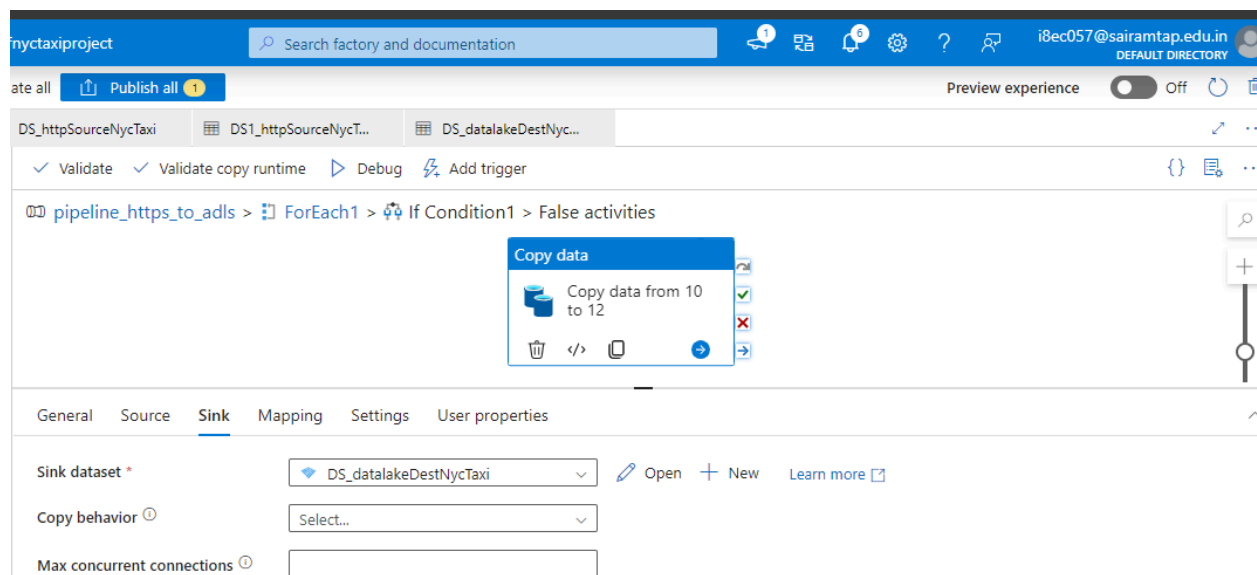 fnyctaxiproject
Search factory and documentation
1
6
i8ec057@sairamtap.edu.in
DEFAULT DIRECTORY
ate all
Publish all 1
Preview experience
Off
DS_httpSourceNycTaxi
DS1_httpSourceNycT...
DS_datalakeDestNyc...
Validate
Validate copy runtime
Debug
Add trigger
{}
pipeline_https_to_adls > ForEach1 > If Condition1 > False activities
Copy data
Copy data from 10
to 12
General Source Sink Mapping Settings User properties
Sink dataset *
DS_datalakeDestNycTaxi
Open
New
Learn more
Copy behavior
Select...
Max concurrent connections